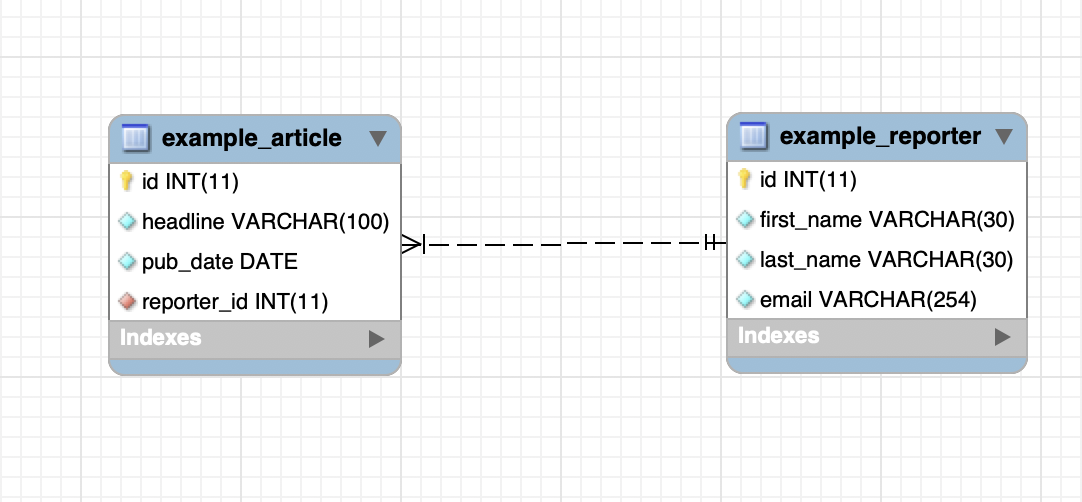 example_article
id INT(11)
headline VARCHAR(100)
pub_date DATE
reporter_id INT(11)
Indexes
example_reporter
id INT(11)
first_name VARCHAR(30)
last_name VARCHAR(30)
email VARCHAR(254)
Indexes